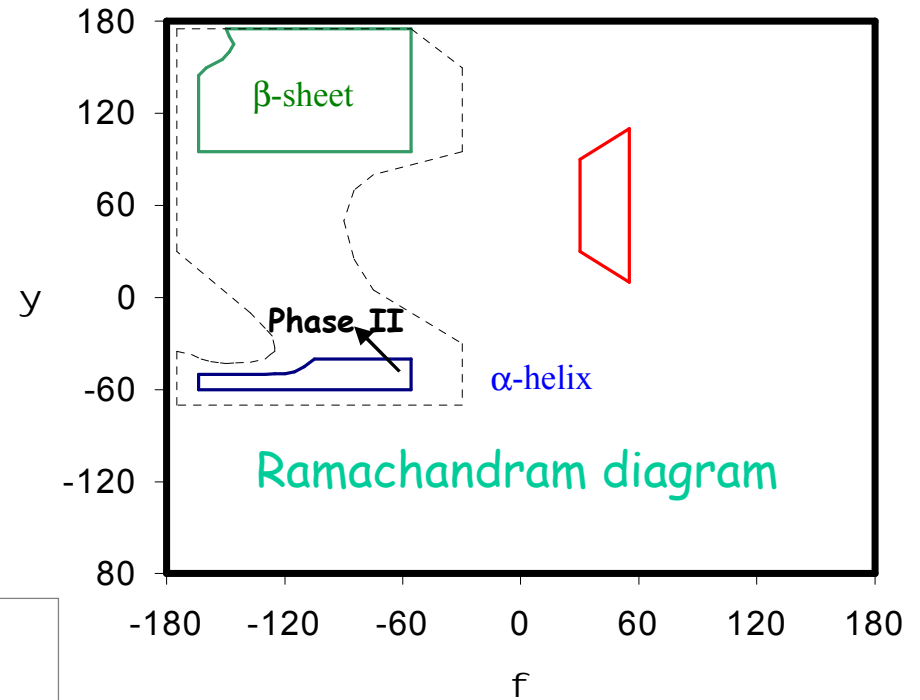 180
120
60
0
-60
-120
80
y
β-sheet
Phase II
α-helix
Ramachandram diagram
-180 -120 -60 0 60 120 180
f